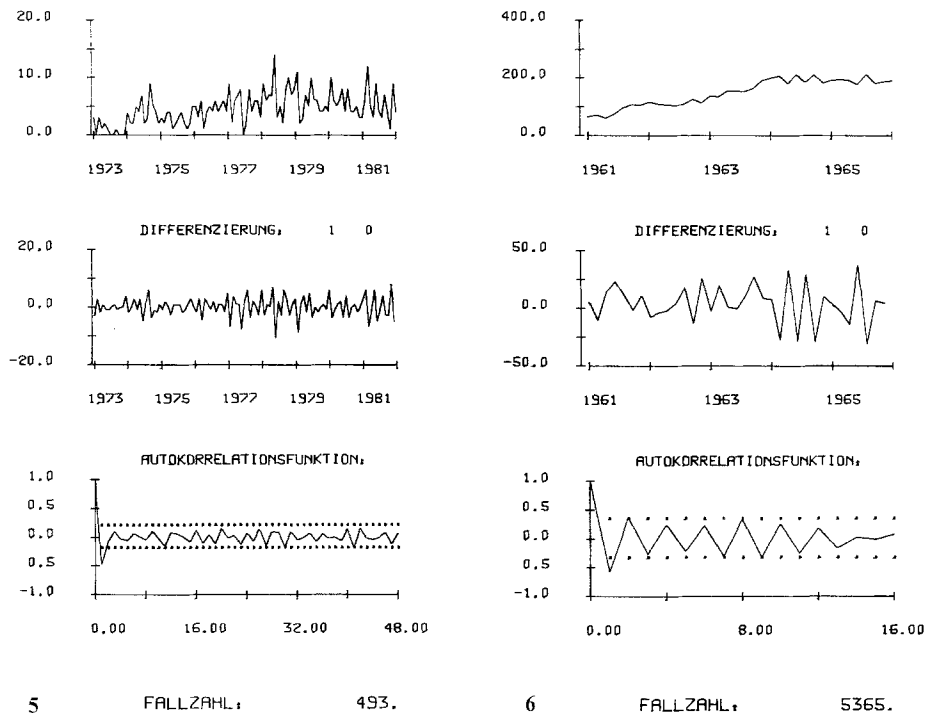 20.0
10.0
0.0
1973 1975 1977 1979 1981
DIFFERENZIERUNG: 1 0
20.0
0.0
-20.0
1973 1975 1977 1979 1981
AUTOKORRELATIONSFUNKTION:
1.0
0.5
0.0
0.5
-1.0
0.00 16.00 32.00 48.00
5 FALLZAHL: 493.
400.0
200.0
0.0
1961 1963 1965
DIFFERENZIERUNG: 1 0
50.0
0.0
-50.0
1961 1963 1965
AUTOKORRELATIONSFUNKTION:
1.0
0.5
0.0
0.5
-1.0
0.00 8.00 16.00
6 FALLZAHL: 5365.